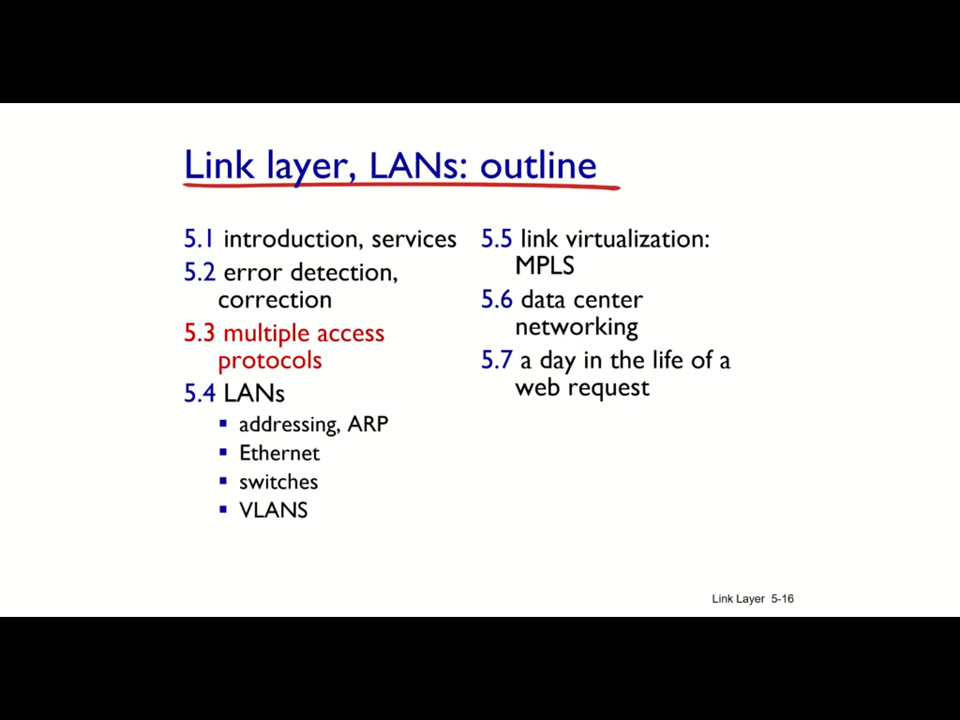 Link layer, LANs: outline
5.1 introduction, services
5.2 error detection,
correction
5.3 multiple access
protocols
5.4 LANs
▪ addressing, ARP
▪ Ethernet
▪ switches
▪ VLANS
5.5 link virtualization:
MPLS
5.6 data center
networking
5.7 a day in the life of a
web request
Link Layer 5-16